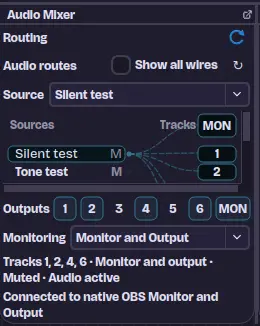 Audio Mixer
Routing
Audio routes Show all wires
Source Silent test
Sources Tracks MON
Silent test M 1
Tone test M 2
Outputs 1 2 3 4 5 6 MON
Monitoring Monitor and Output
Tracks 1, 2, 4, 6 · Monitor and output ·
Muted · Audio active
Connected to native OBS Monitor and
Output